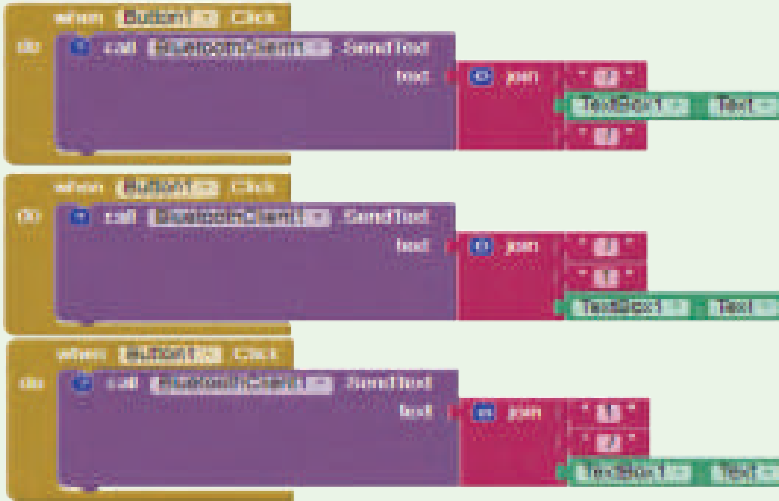 when Button1 .Click
do call BluetoothClient1 .SendText
text join " "
TextBox1 . Text
" "
when Button1 .Click
do call BluetoothClient1 .SendText
text join " "
" "
TextBox1 . Text
when Button1 .Click
do call BluetoothClient1 .SendText
text join " "
" "
TextBox1 . Text